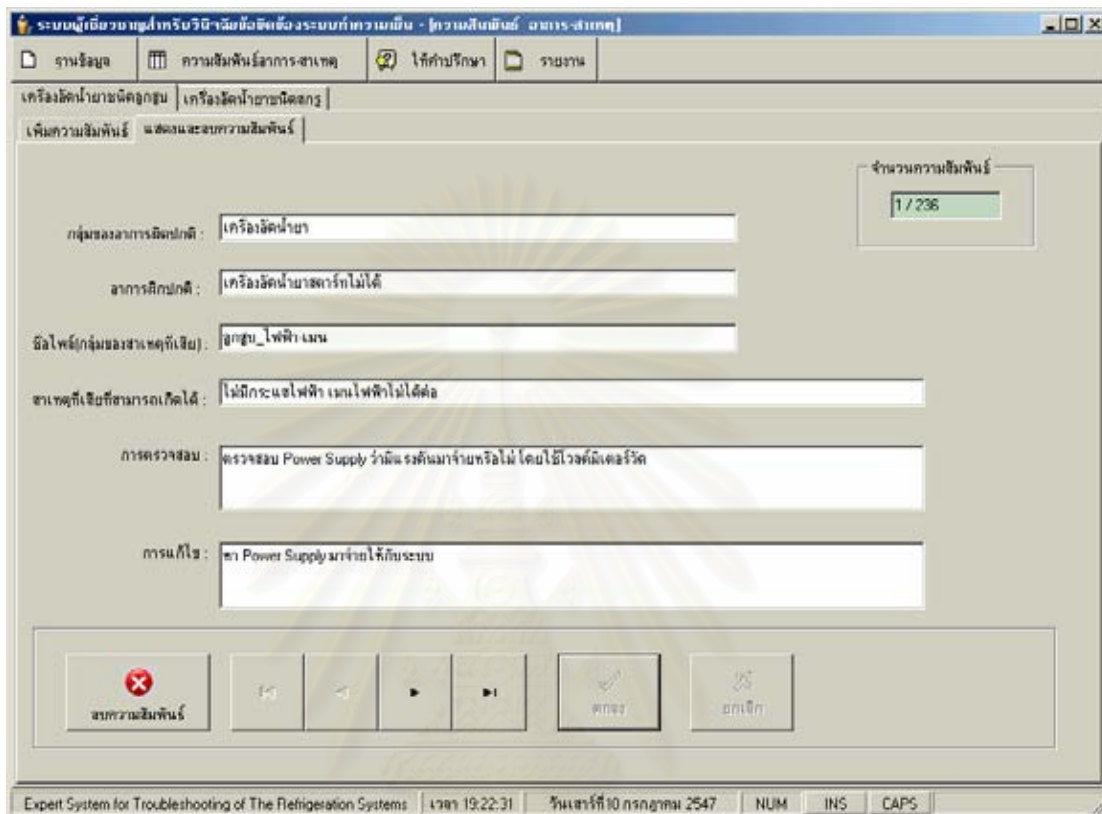 ระบบผู้เชี่ยวชาญสำหรับวินิจฉัยข้อขัดข้องระบบทำความเย็น - [ความสัมพันธ์ อาการ-สาเหตุ]
ฐานข้อมูล ความสัมพันธ์อาการ-สาเหตุ ให้คำปรึกษา รายงาน
เครื่องอัดน้ำยาชนิดลูกสูบ เครื่องอัดน้ำยาชนิดสกรู
เพิ่มความสัมพันธ์ แสดงและลบความสัมพันธ์
จำนวนความสัมพันธ์
1 / 236
กลุ่มของอาการผิดปกติ : เครื่องอัดน้ำยา
อาการผิดปกติ : เครื่องอัดน้ำยาสตาร์ทไม่ได้
ชื่อไฟล์(กลุ่มของสาเหตุที่เสีย) : ลูกสูบ_ไฟฟ้า เมน
สาเหตุที่เสียที่สามารถเกิดได้ : ไม่มีกระแสไฟฟ้า เมนไฟฟ้าไม่ได้ต่อ
การตรวจสอบ : ตรวจสอบ Power Supply ว่ามีแรงดันมาจ่ายหรือไม่ โดยใช้โวลต์มิเตอร์วัด
การแก้ไข : หา Power Supply มาจ่ายให้กับระบบ
ลบความสัมพันธ์ ตกลง ยกเลิก
Expert System for Troubleshooting of The Refrigeration Systems เวลา 19:22:31 วันเสาร์ที่10 กรกฎาคม 2547 NUM INS CAPS